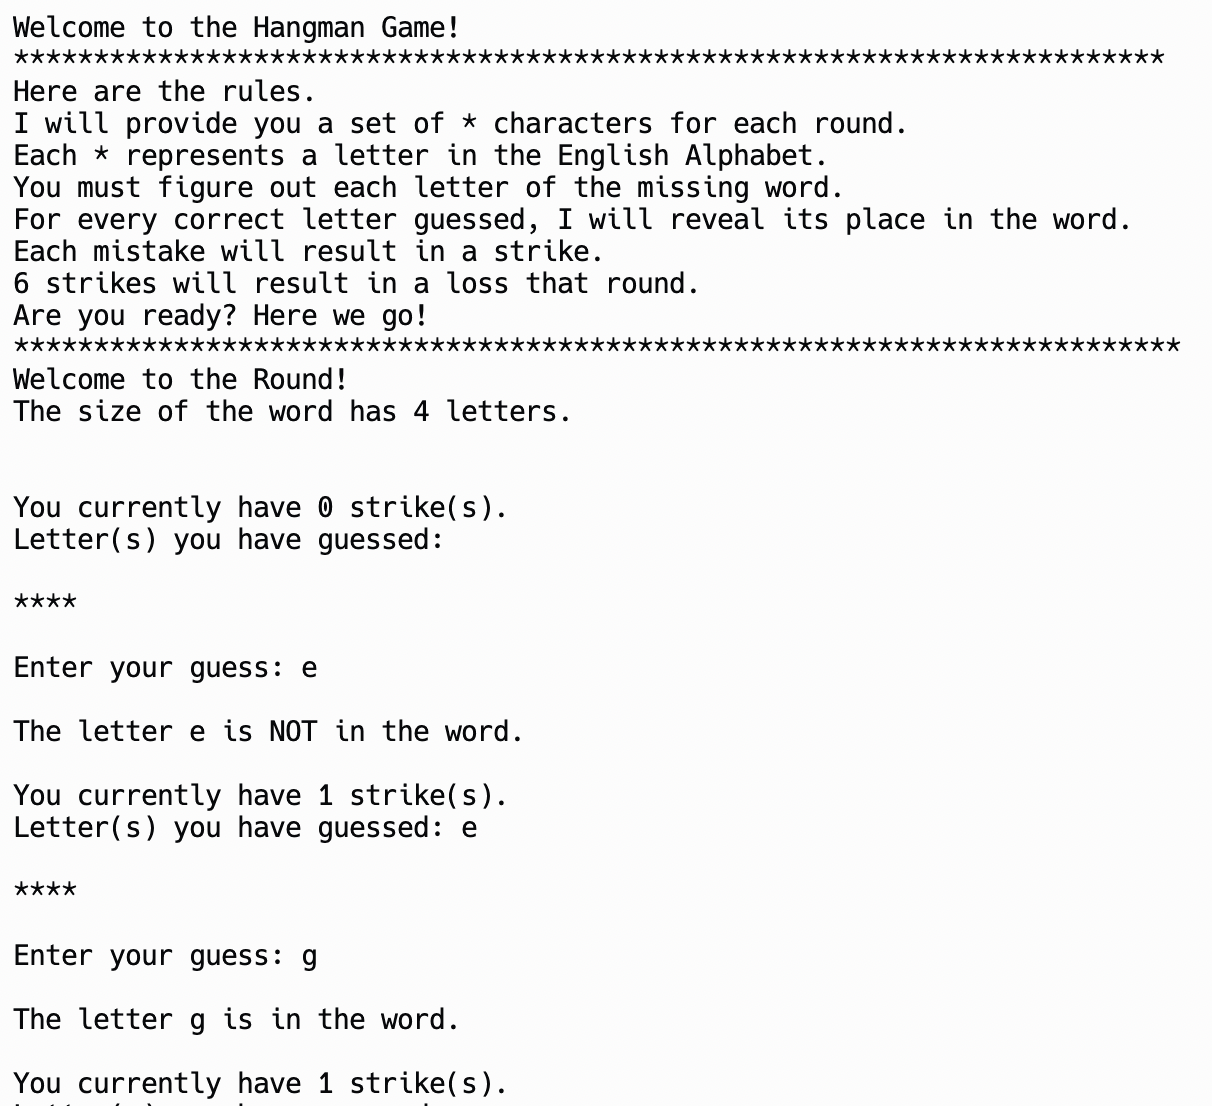 Welcome to the Hangman Game!
************************************************************************
Here are the rules.
I will provide you a set of * characters for each round.
Each * represents a letter in the English Alphabet.
You must figure out each letter of the missing word.
For every correct letter guessed, I will reveal its place in the word.
Each mistake will result in a strike.
6 strikes will result in a loss that round.
Are you ready? Here we go!
*************************************************************************
Welcome to the Round!
The size of the word has 4 letters.
You currently have 0 strike(s).
Letter(s) you have guessed:
****
Enter your guess: e
The letter e is NOT in the word.
You currently have 1 strike(s).
Letter(s) you have guessed: e
****
Enter your guess: g
The letter g is in the word.
You currently have 1 strike(s).